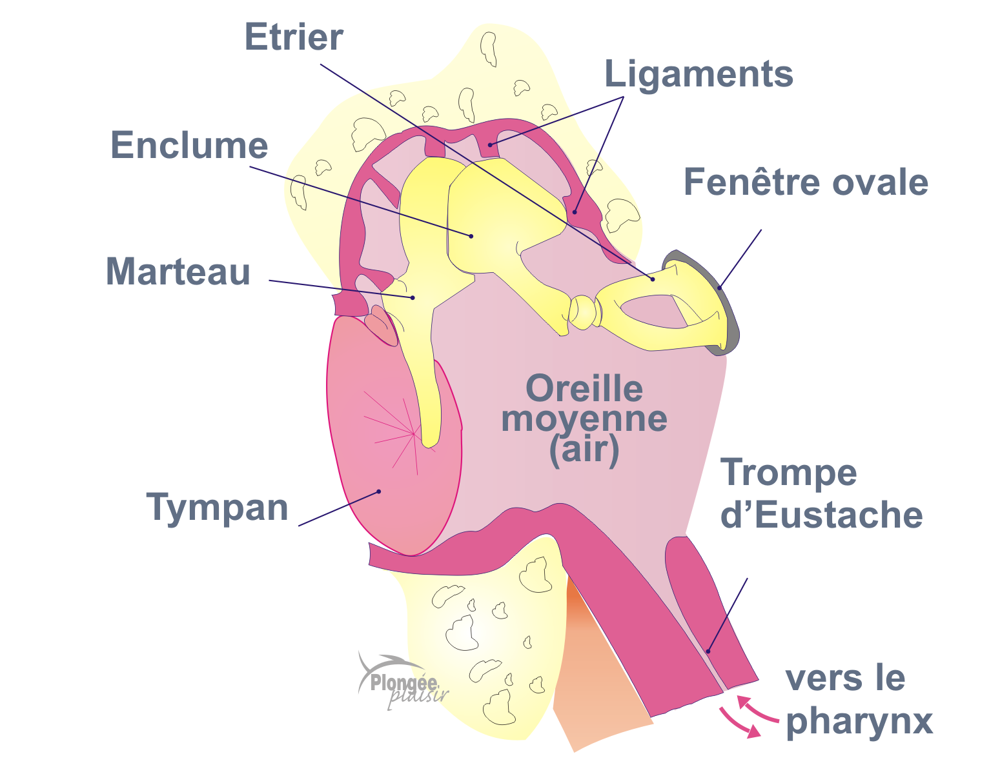 Etrier
Ligaments
Enclume
Fenêtre ovale
Marteau
Oreille
moyenne
(air)
Trompe
d’Eustache
Tympan
Plongée
plaisir
vers le
pharynx